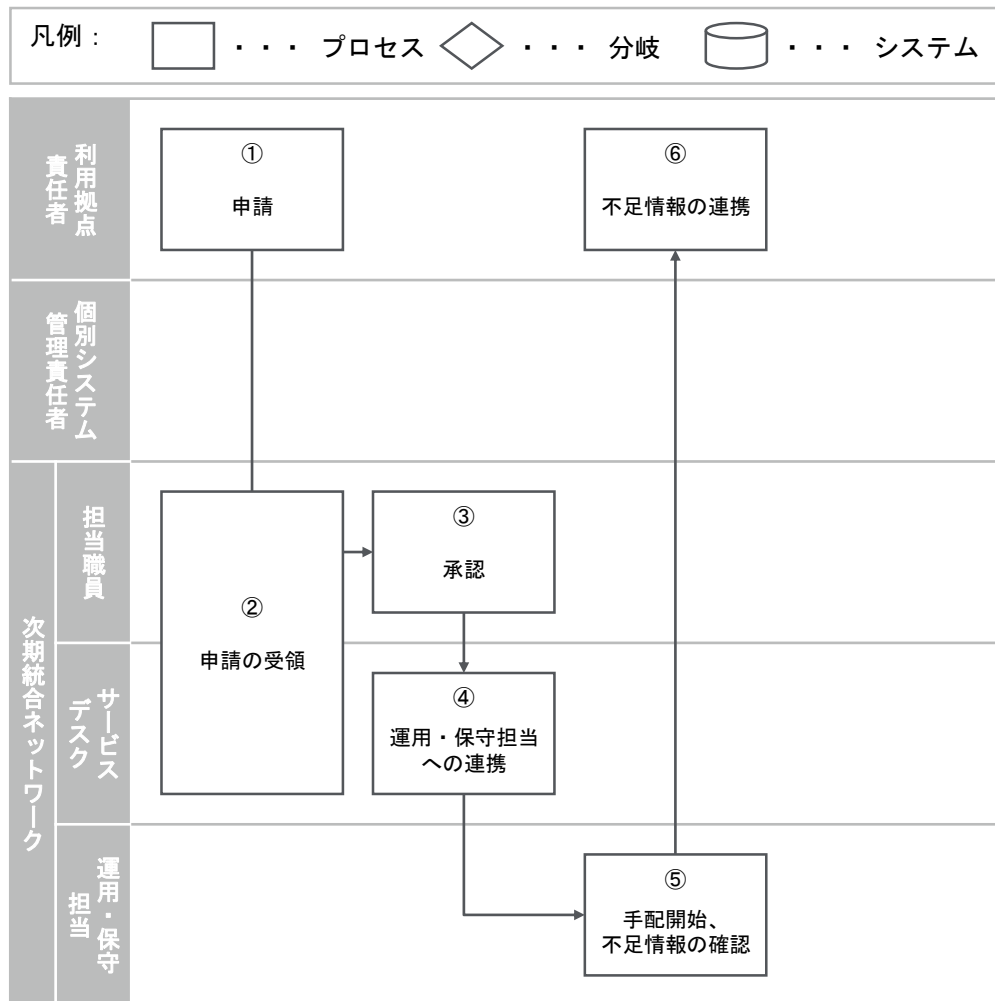 凡例：
・・・ プロセス
・・・ 分岐
・・・ システム
利用拠点
責任者
①
申請
⑥
不足情報の連携
個別システム
管理責任者
次期統合ネットワーク
担当職員
②
申請の受領
③
承認
サービス
デスク
④
運用・保守担当
への連携
運用・保守
担当
⑤
手配開始、
不足情報の確認